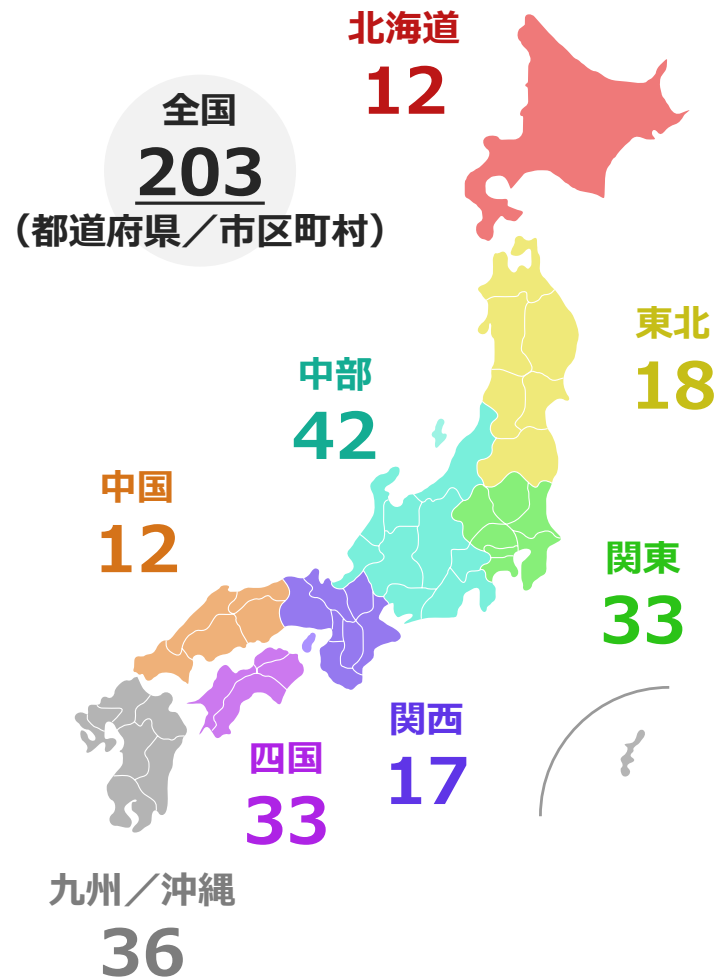 北海道
12
全国
203
（都道府県／市区町村）
東北
18
中部
42
中国
12
関東
33
関西
17
四国
33
九州／沖縄
36